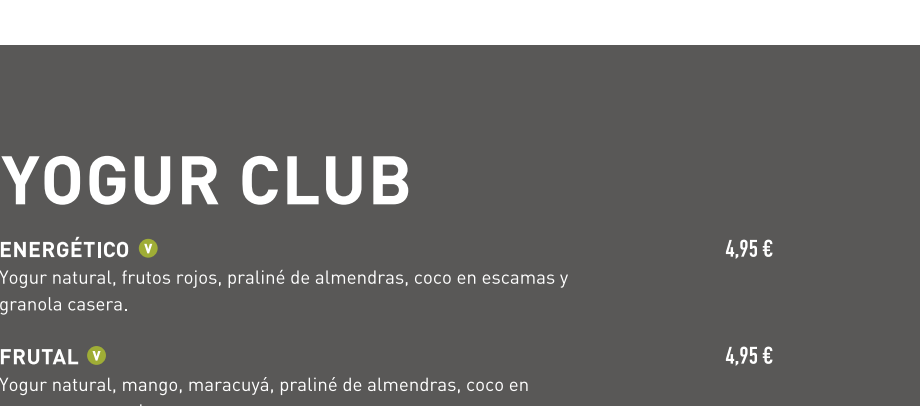 YOGUR CLUB
ENERGÉTICO V 4,95 €
Yogur natural, frutos rojos, praliné de almendras, coco en escamas y
granola casera.
FRUTAL V 4,95 €
Yogur natural, mango, maracuyá, praliné de almendras, coco en